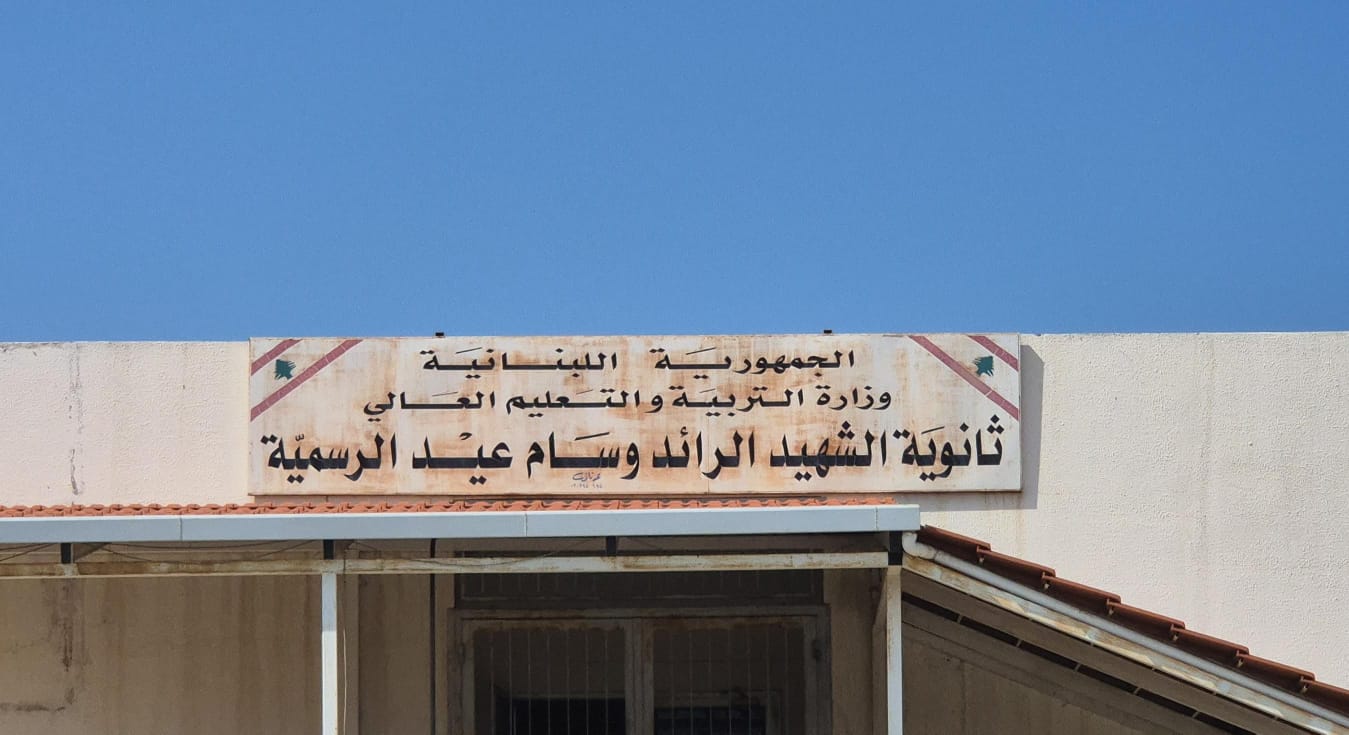 الجمهورية اللبنانية
وزارة التربية والتعليم العالي
ثانوية الشهيد الرائد وسام عيد الرسميّة